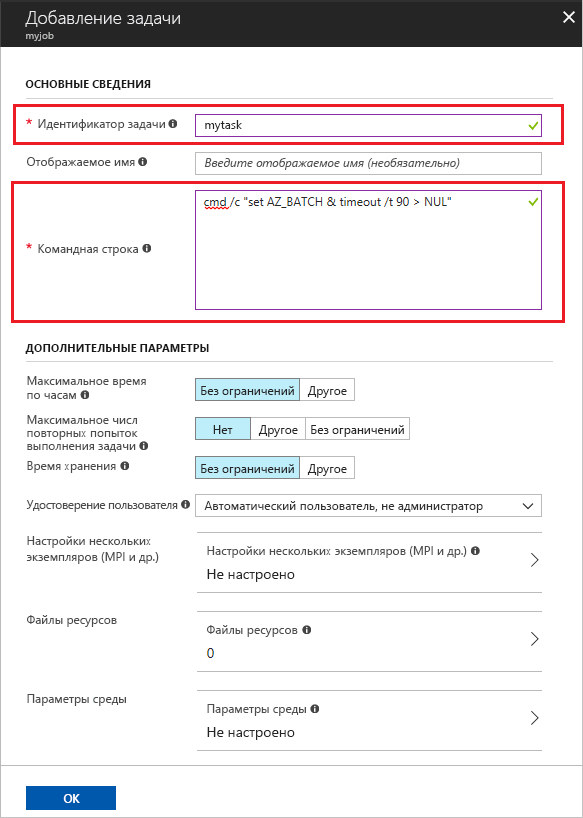 Добавление задачи
myjob
ОСНОВНЫЕ СВЕДЕНИЯ
* Идентификатор задачи
mytask
Отображаемое имя
Введите отображаемое имя (необязательно)
cmd /c "set AZ_BATCH & timeout /t 90 > NUL"
* Командная строка
ДОПОЛНИТЕЛЬНЫЕ ПАРАМЕТРЫ
Максимальное время
по часам
Без ограничений Другое
Максимальное числ
повторных попыток
выполнения задачи
Нет Другое Без ограничений
Время хранения
Без ограничений Другое
Удостоверение пользователя
Автоматический пользователь, не администратор
Настройки нескольких
экземпляров (MPI и др.)
Настройки нескольких экземпляров (MPI и др.)
Не настроено
Файлы ресурсов
Файлы ресурсов
0
Параметры среды
Параметры среды
Не настроено
ОК